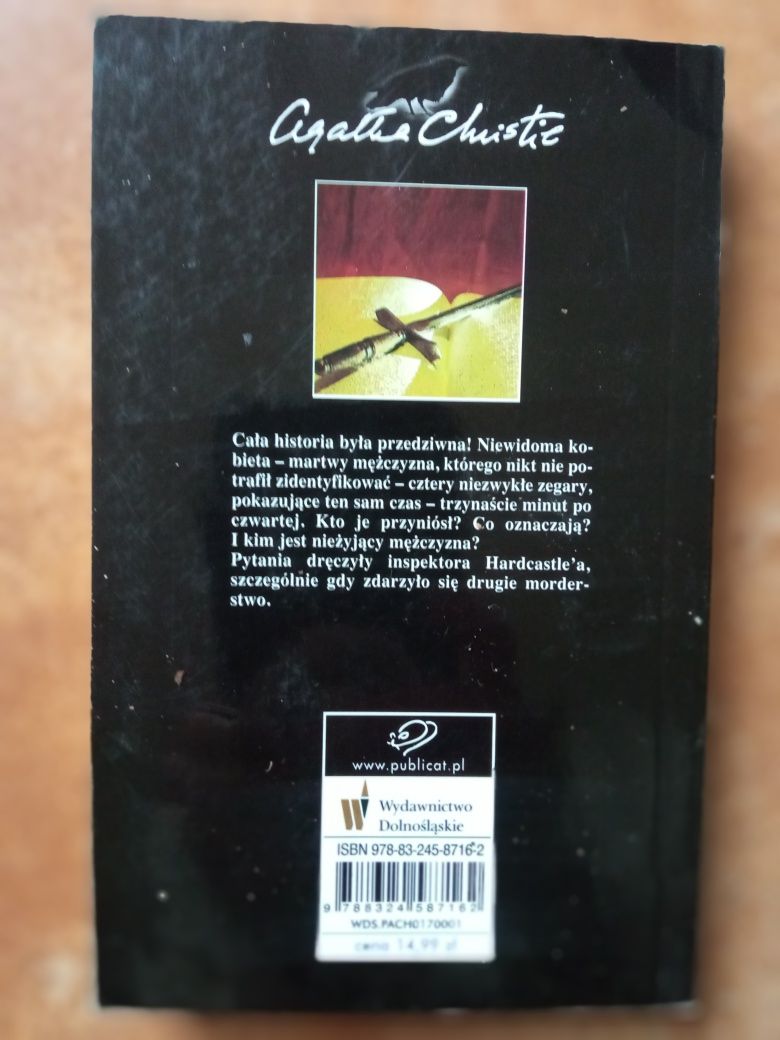 Agatha Christie
Cała historia była przedziwna! Niewidoma ko-
bieta – martwy mężczyzna, którego nikt nie po-
trafił zidentyfikować – cztery niezwykłe zegary,
pokazujące ten sam czas – trzynaście minut po
czwartej. Kto je przyniósł? Co oznaczają?
I kim jest nieżyjący mężczyzna?
Pytania dręczyły inspektora Hardcastle’a,
szczególnie gdy zdarzyło się drugie morder-
stwo.
www.publicat.pl
Wydawnictwo
Dolnośląskie
ISBN 978-83-245-8716-2
9 788324 587162
WDS.PACH0170001
cena 14,99 zł